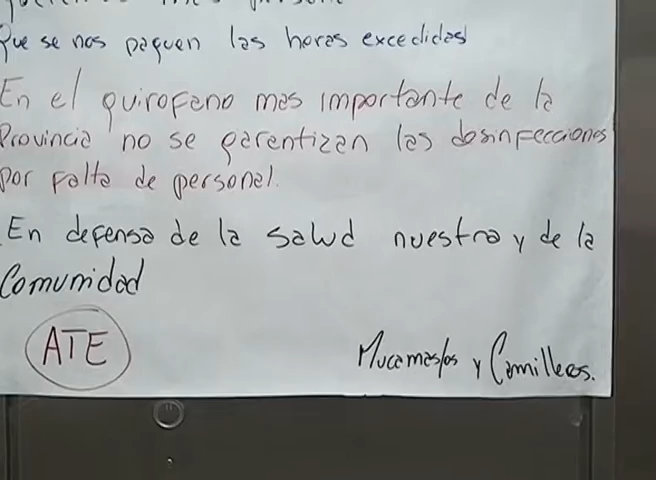 Que se nos paguen las horas excedidas
En el quirofano mas importante de la
Provincia no se garantizan las desinfecciones
por falta de personal.
En defensa de la salud nuestra y de la
Comunidad
ATE
Mucamas/os y Camilleros.